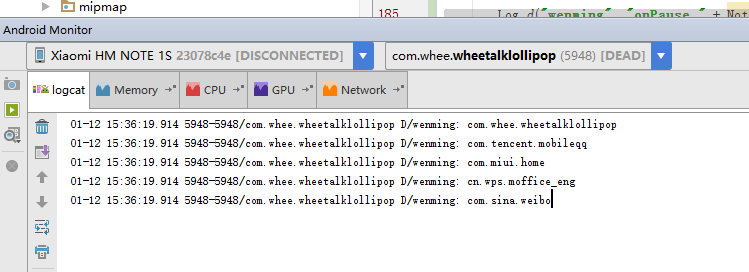 mipmap
185
Log.d("wenming", "onPause " + Not
Android Monitor
Xiaomi HM NOTE 1S 23078c4e [DISCONNECTED]
com.whee.wheetalklollipop (5948) [DEAD]
logcat
Memory
CPU
GPU
Network
01-12 15:36:19.914 5948-5948/com.whee.wheetalklollipop D/wenming: com.whee.wheetalklollipop
01-12 15:36:19.914 5948-5948/com.whee.wheetalklollipop D/wenming: com.tencent.mobileqq
01-12 15:36:19.914 5948-5948/com.whee.wheetalklollipop D/wenming: com.miui.home
01-12 15:36:19.914 5948-5948/com.whee.wheetalklollipop D/wenming: cn.wps.moffice_eng
01-12 15:36:19.914 5948-5948/com.whee.wheetalklollipop D/wenming: com.sina.weibo